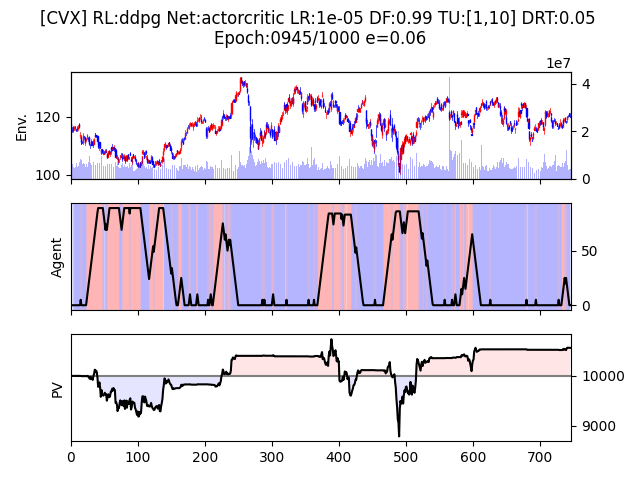 [CVX] RL:ddpg Net:actorcritic LR:1e-05 DF:0.99 TU:[1,10] DRT:0.05
Epoch:0945/1000 e=0.06
1e7
Env.
120
100
4
2
0
Agent
50
0
PV
10000
9000
0 100 200 300 400 500 600 700